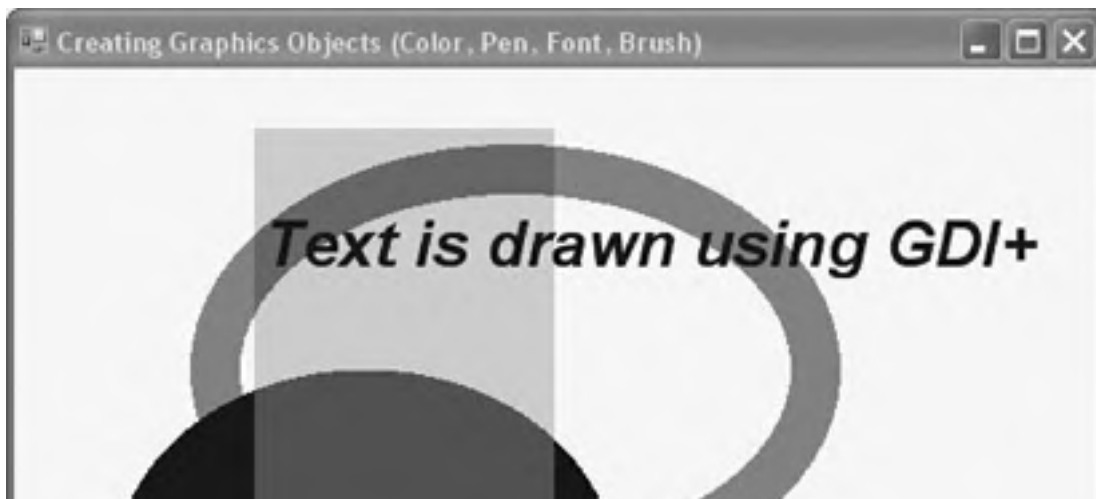 Creating Graphics Objects (Color, Pen, Font, Brush)
Text is drawn using GDI+